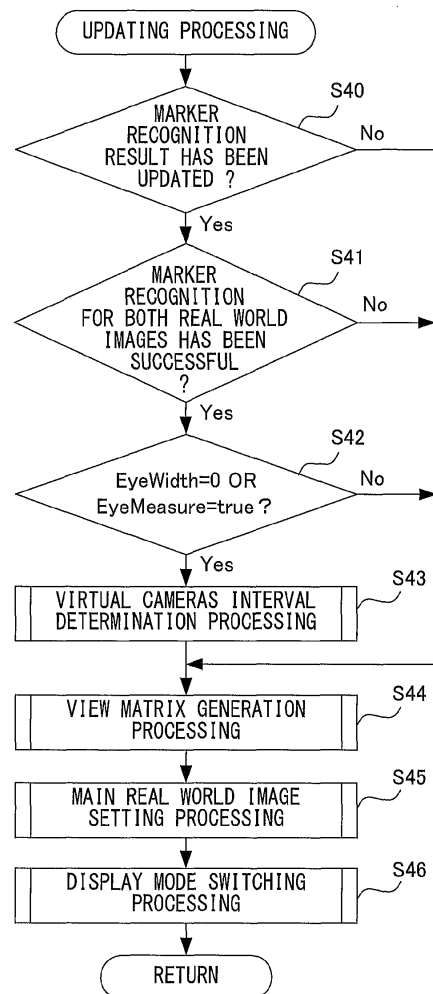 UPDATING PROCESSING
S40
MARKER
RECOGNITION
RESULT HAS BEEN
UPDATED ?
No
Yes
S41
MARKER
RECOGNITION
FOR BOTH REAL WORLD
IMAGES HAS BEEN
SUCCESSFUL
?
No
Yes
S42
EyeWidth=0 OR
EyeMeasure=true?
No
Yes
S43
VIRTUAL CAMERAS INTERVAL
DETERMINATION PROCESSING
S44
VIEW MATRIX GENERATION
PROCESSING
S45
MAIN REAL WORLD IMAGE
SETTING PROCESSING
S46
DISPLAY MODE SWITCHING
PROCESSING
RETURN